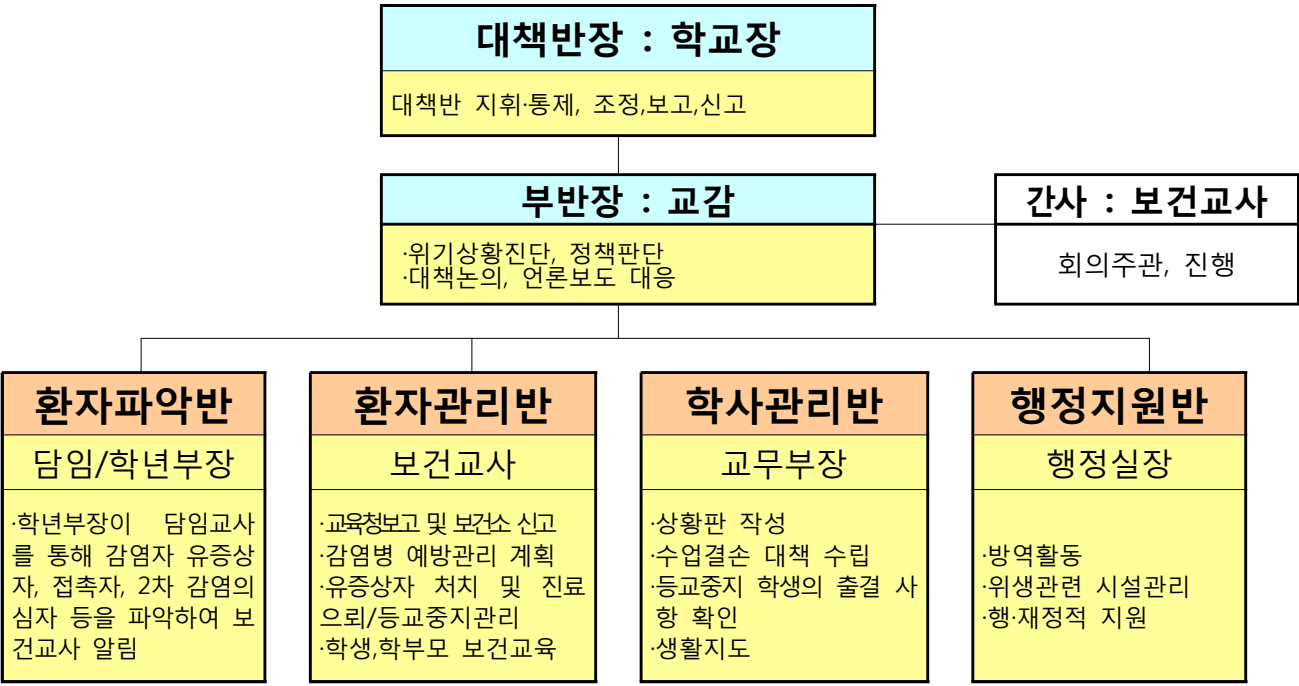 대책반장 : 학교장
대책반 지휘·통제, 조정,보고,신고
부반장 : 교감
·위기상황진단, 정책판단
·대책논의, 언론보도 대응
간사 : 보건교사
회의주관, 진행
환자파악반
담임/학년부장
·학년부장이 담임교사
를 통해 감염자 유증상
자, 접촉자, 2차 감염의
심자 등을 파악하여 보
건교사 알림
환자관리반
보건교사
·교육청보고 및 보건소 신고
·감염병 예방관리 계획
·유증상자 처치 및 진료
으뢰/등교중지관리
·학생,학부모 보건교육
학사관리반
교무부장
·상황판 작성
·수업결손 대책 수립
·등교중지 학생의 출결 사
항 확인
·생활지도
행정지원반
행정실장
·방역활동
·위생관련 시설관리
·행·재정적 지원